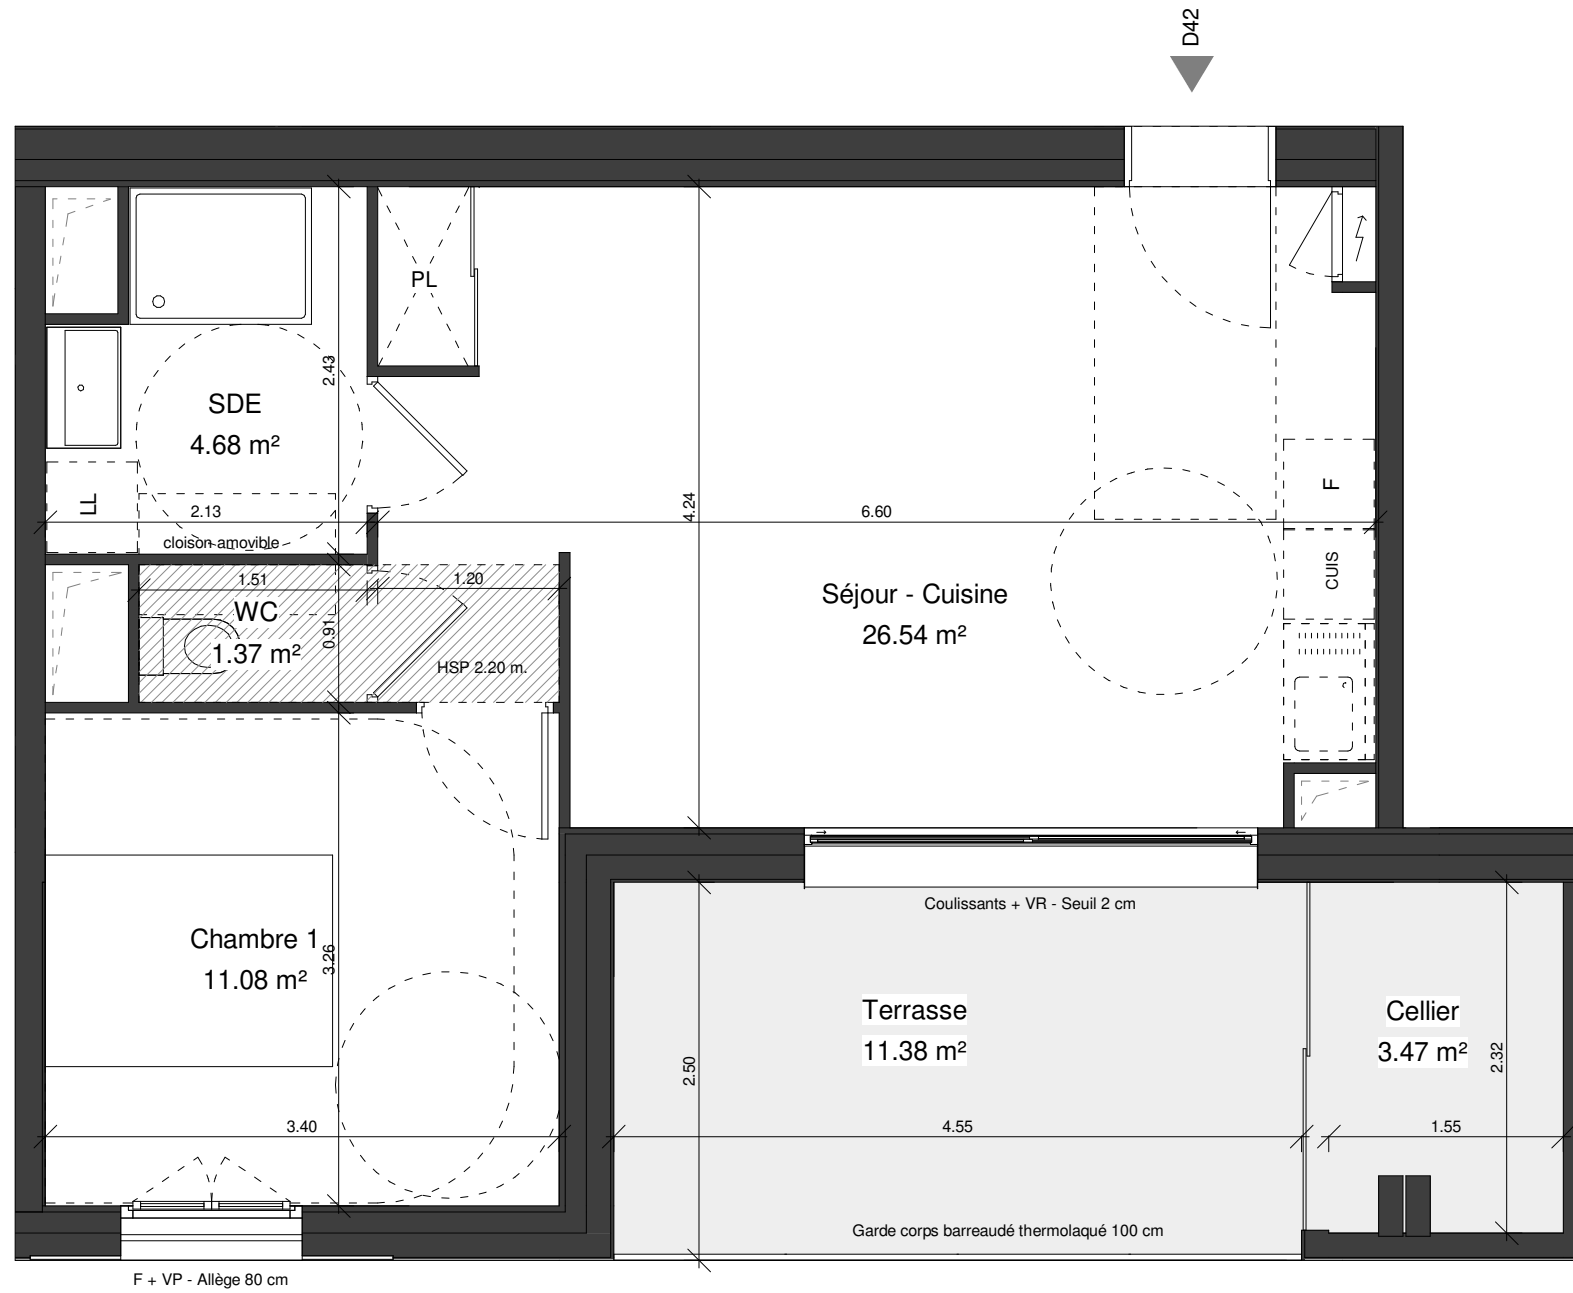 D42
PL
2.43
SDE
4.68 m²
LL
2.13
4.24
6.60
F
cloison amovible
CUIS
1.51
1.20
WC
1.37 m²
0.91
HSP 2.20 m.
Séjour - Cuisine
26.54 m²
Coulissants + VR - Seuil 2 cm
Chambre 1
11.08 m²
3.26
Terrasse
11.38 m²
Cellier
3.47 m²
2.50
2.32
3.40
4.55
1.55
Garde corps barreaudé thermolaqué 100 cm
F + VP - Allège 80 cm